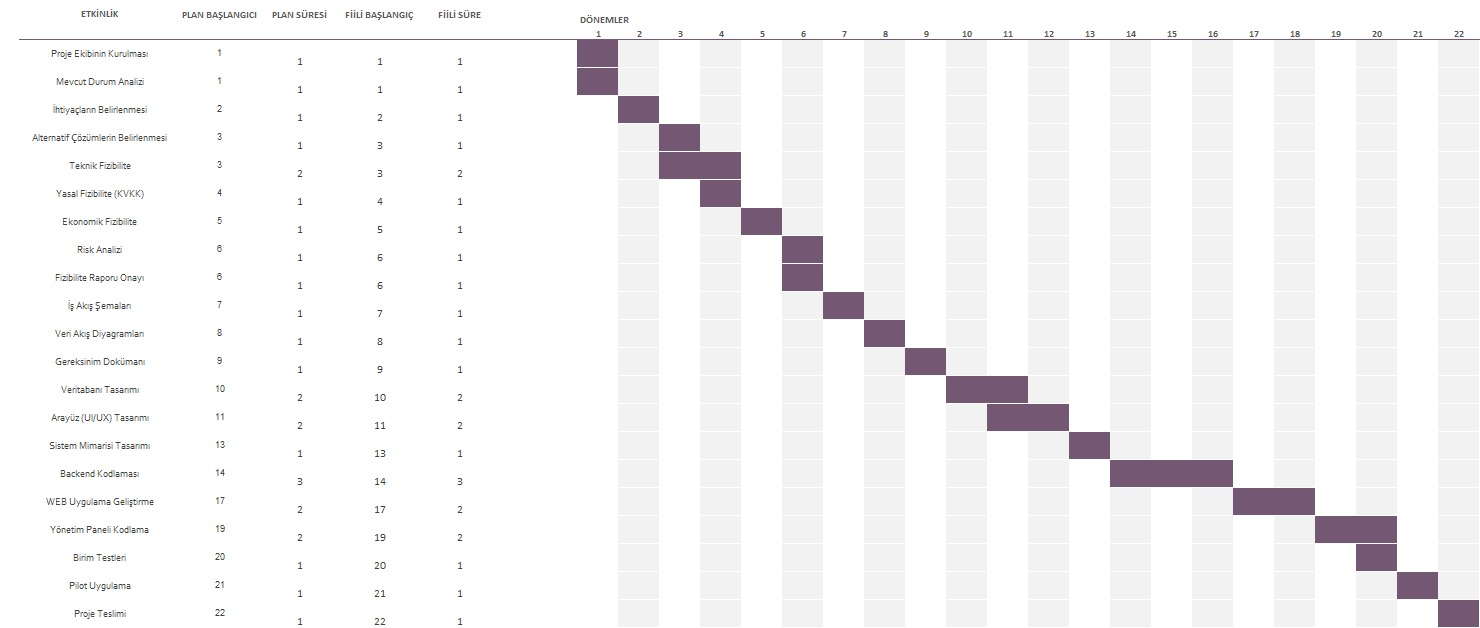 ETKİNLİK PLAN BAŞLANGICI PLAN SÜRESİ FİİLİ BAŞLANGIÇ FİİLİ SÜRE DÖNEMLER
1 2 3 4 5 6 7 8 9 10 11 12 13 14 15 16 17 18 19 20 21 22
Proje Ekibinin Kurulması 1 1 1 1
Mevcut Durum Analizi 1 1 1 1
İhtiyaçların Belirlenmesi 2 1 2 1
Alternatif Çözümlerin Belirlenmesi 3 1 3 1
Teknik Fizibilite 3 2 3 2
Yasal Fizibilite (KVKK) 4 1 4 1
Ekonomik Fizibilite 5 1 5 1
Risk Analizi 6 1 6 1
Fizibilite Raporu Onayı 6 1 6 1
İş Akış Şemaları 7 1 7 1
Veri Akış Diyagramları 8 1 8 1
Gereksinim Dokümanı 9 1 9 1
Veritabanı Tasarımı 10 2 10 2
Arayüz (UI/UX) Tasarımı 11 2 11 2
Sistem Mimarisi Tasarımı 13 1 13 1
Backend Kodlaması 14 3 14 3
WEB Uygulama Geliştirme 17 2 17 2
Yönetim Paneli Kodlama 19 2 19 2
Birim Testleri 20 1 20 1
Pilot Uygulama 21 1 21 1
Proje Teslimi 22 1 22 1